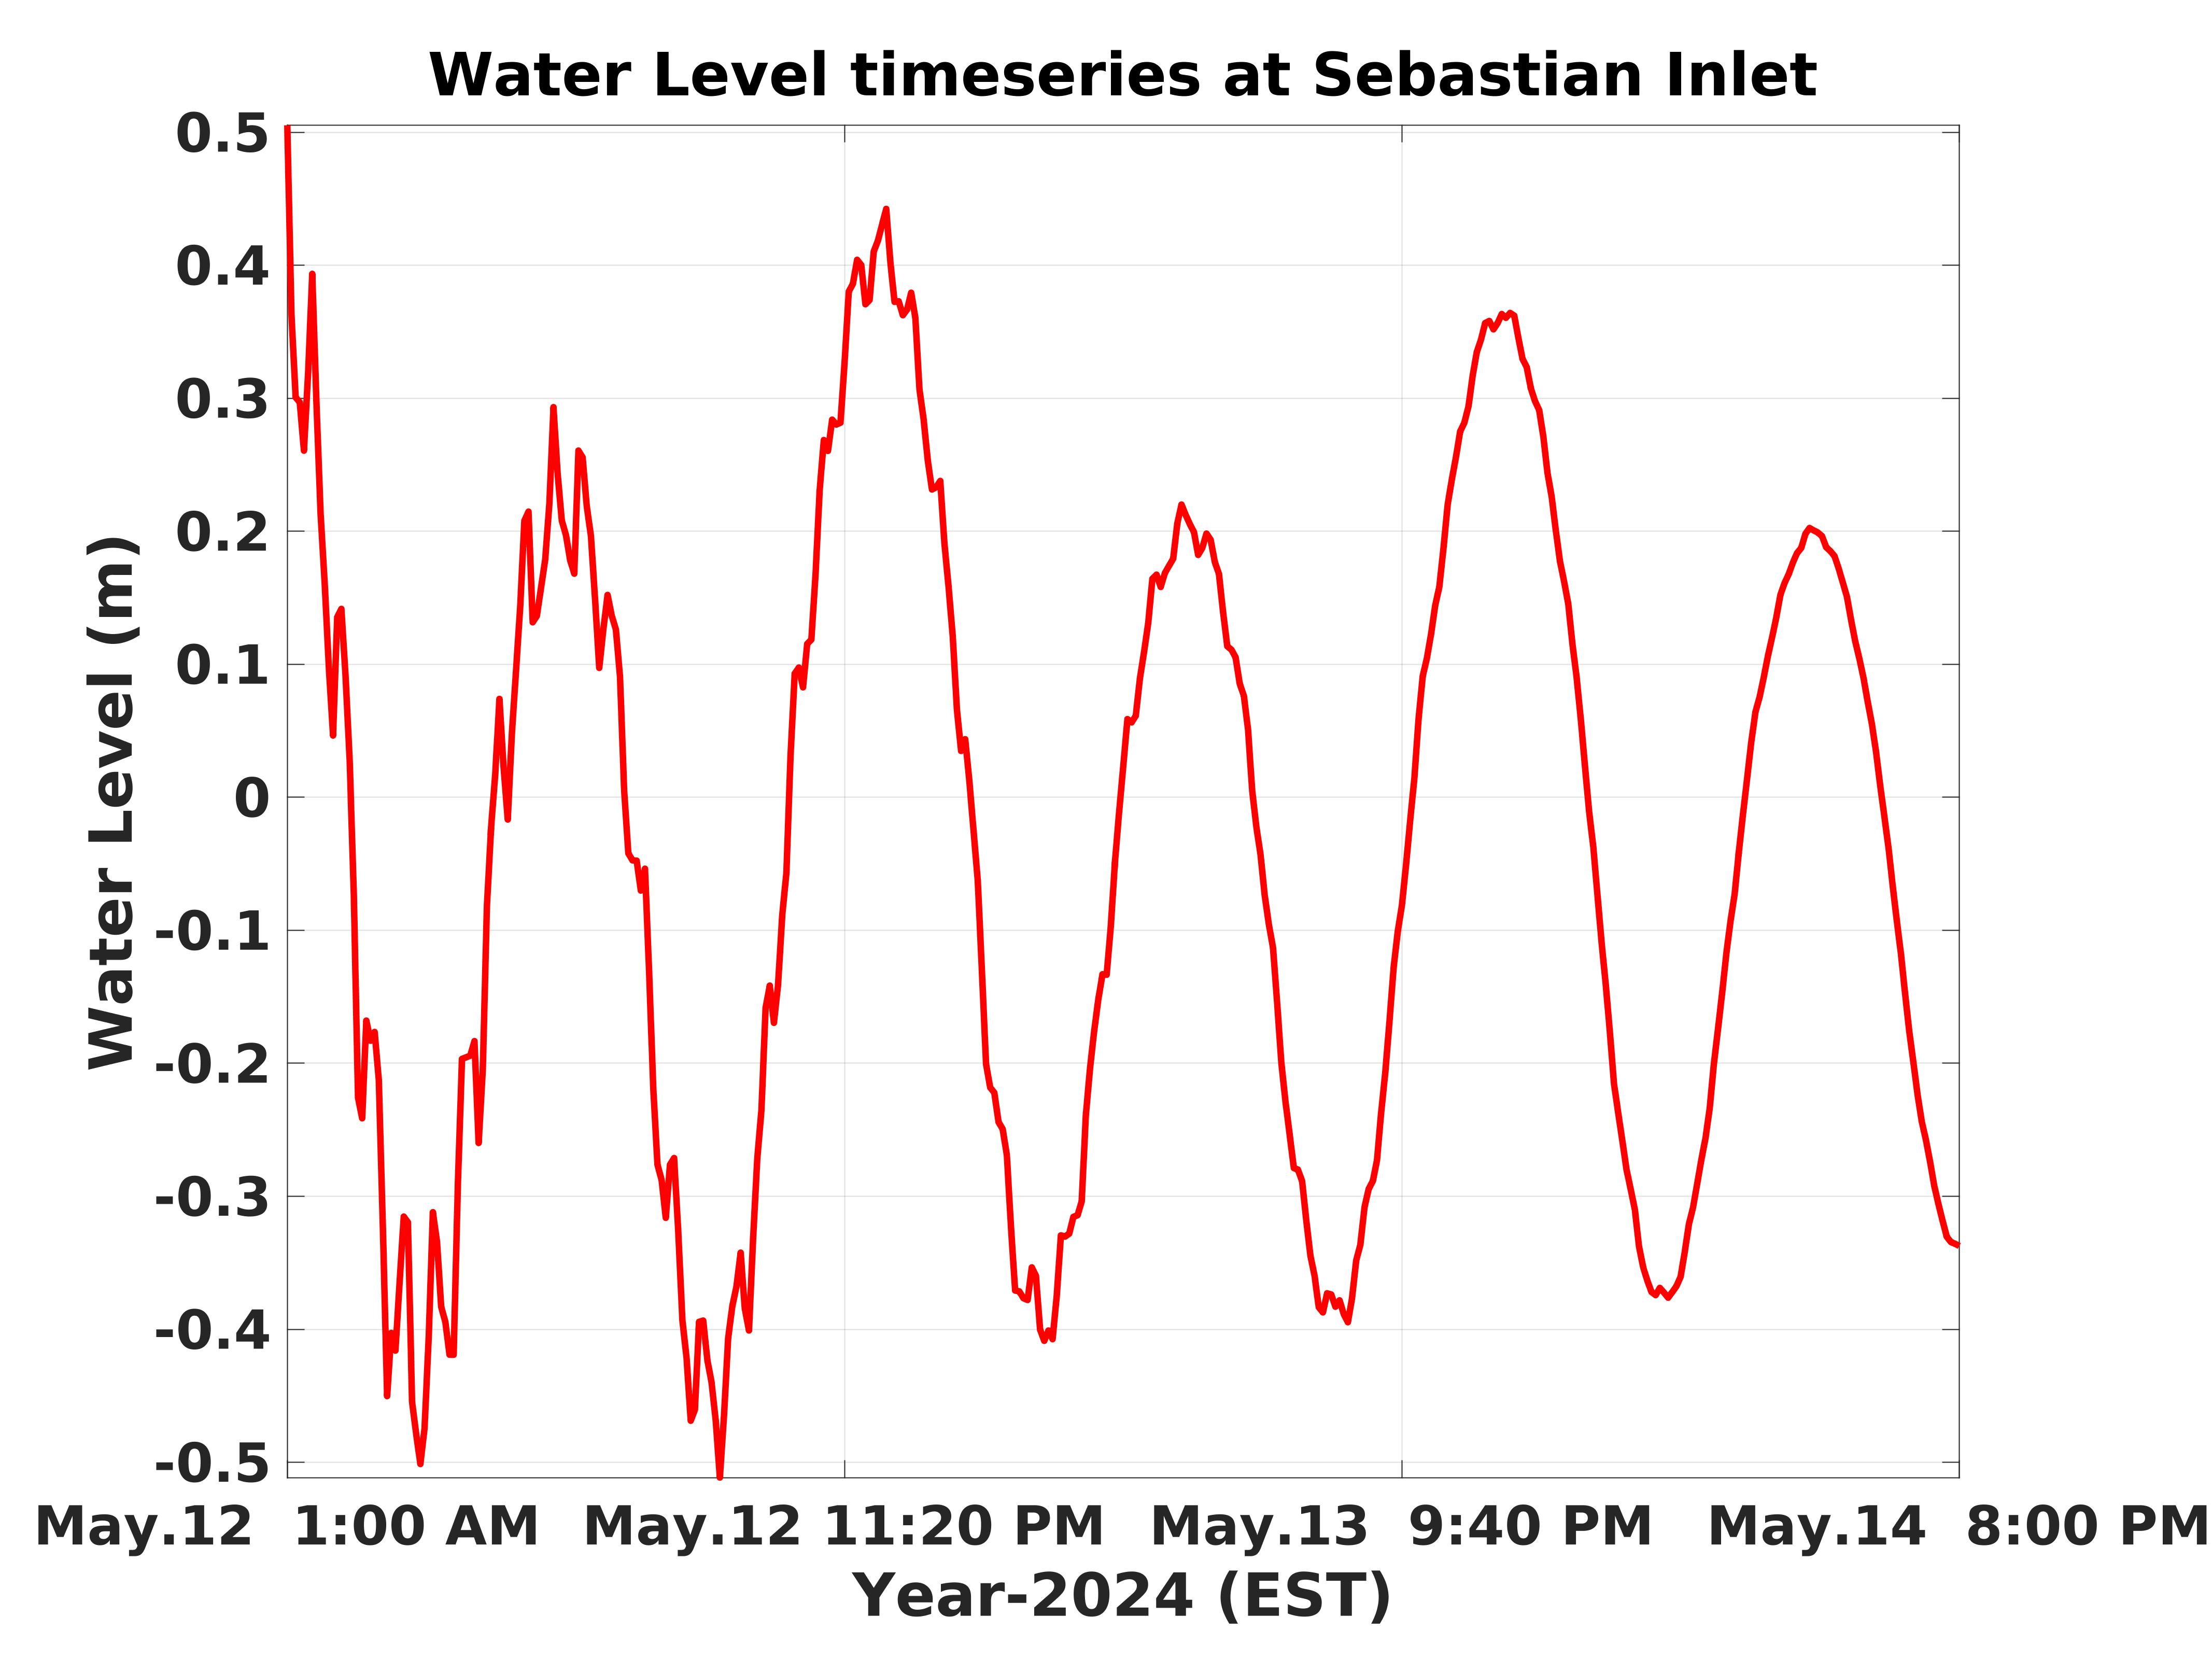 Water Level timeseries at Sebastian Inlet
0.5
0.4
0.3
0.2
0.1
0
-0.1
-0.2
-0.3
-0.4
-0.5
Water Level (m)
May.12 1:00 AM May.12 11:20 PM May.13 9:40 PM May.14 8:00 PM
Year-2024 (EST)